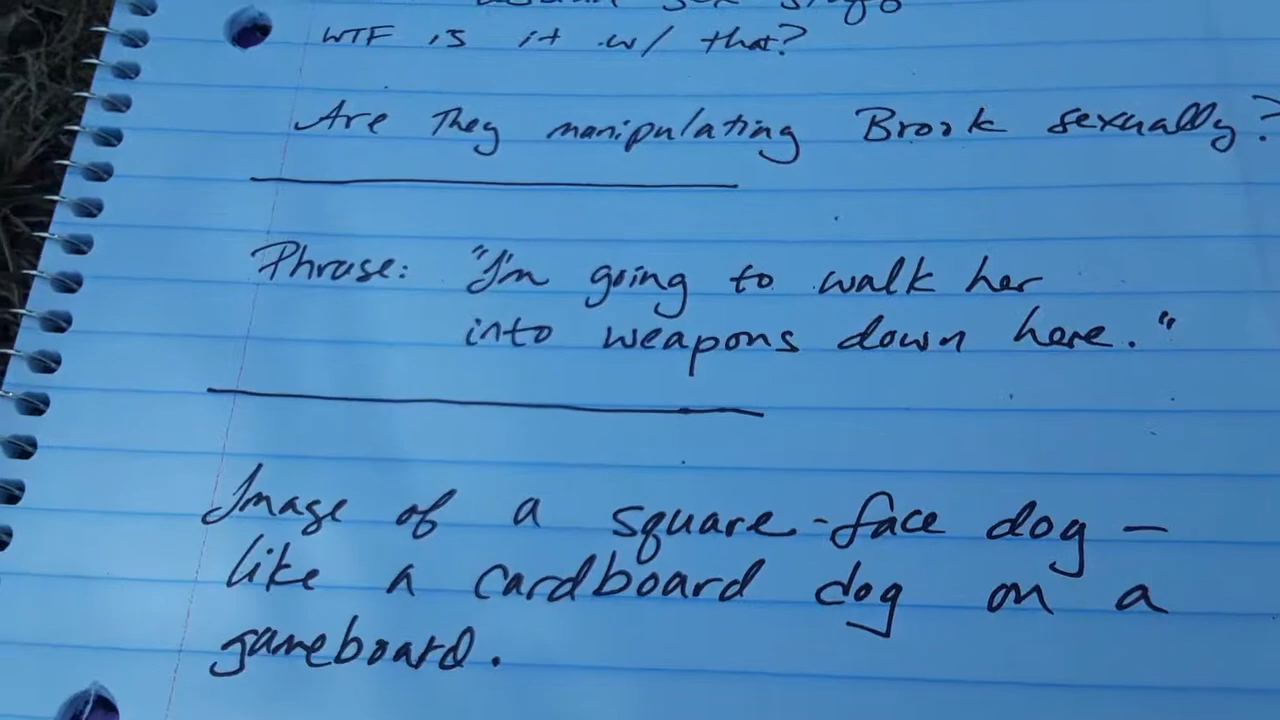 WTF is it w/ that?
Are they manipulating Brook sexually?
Phrase: "I'm going to walk her
into weapons down here."
Image of a square-face dog –
like a cardboard dog on a
gameboard.